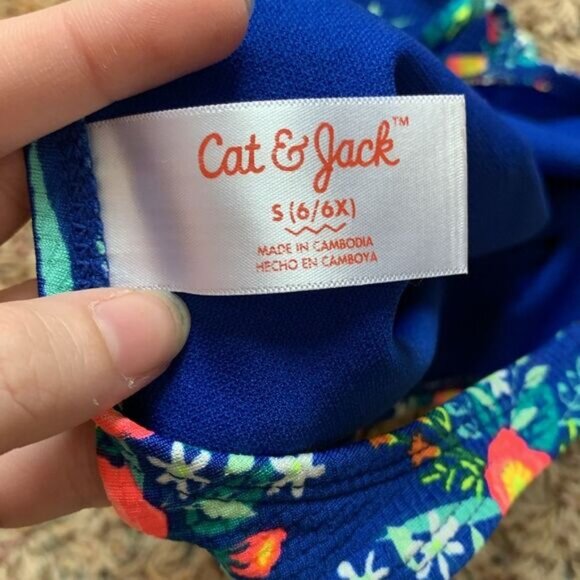 Cat & Jack™
S (6/6X)
MADE IN CAMBODIA
HECHO EN CAMBOYA